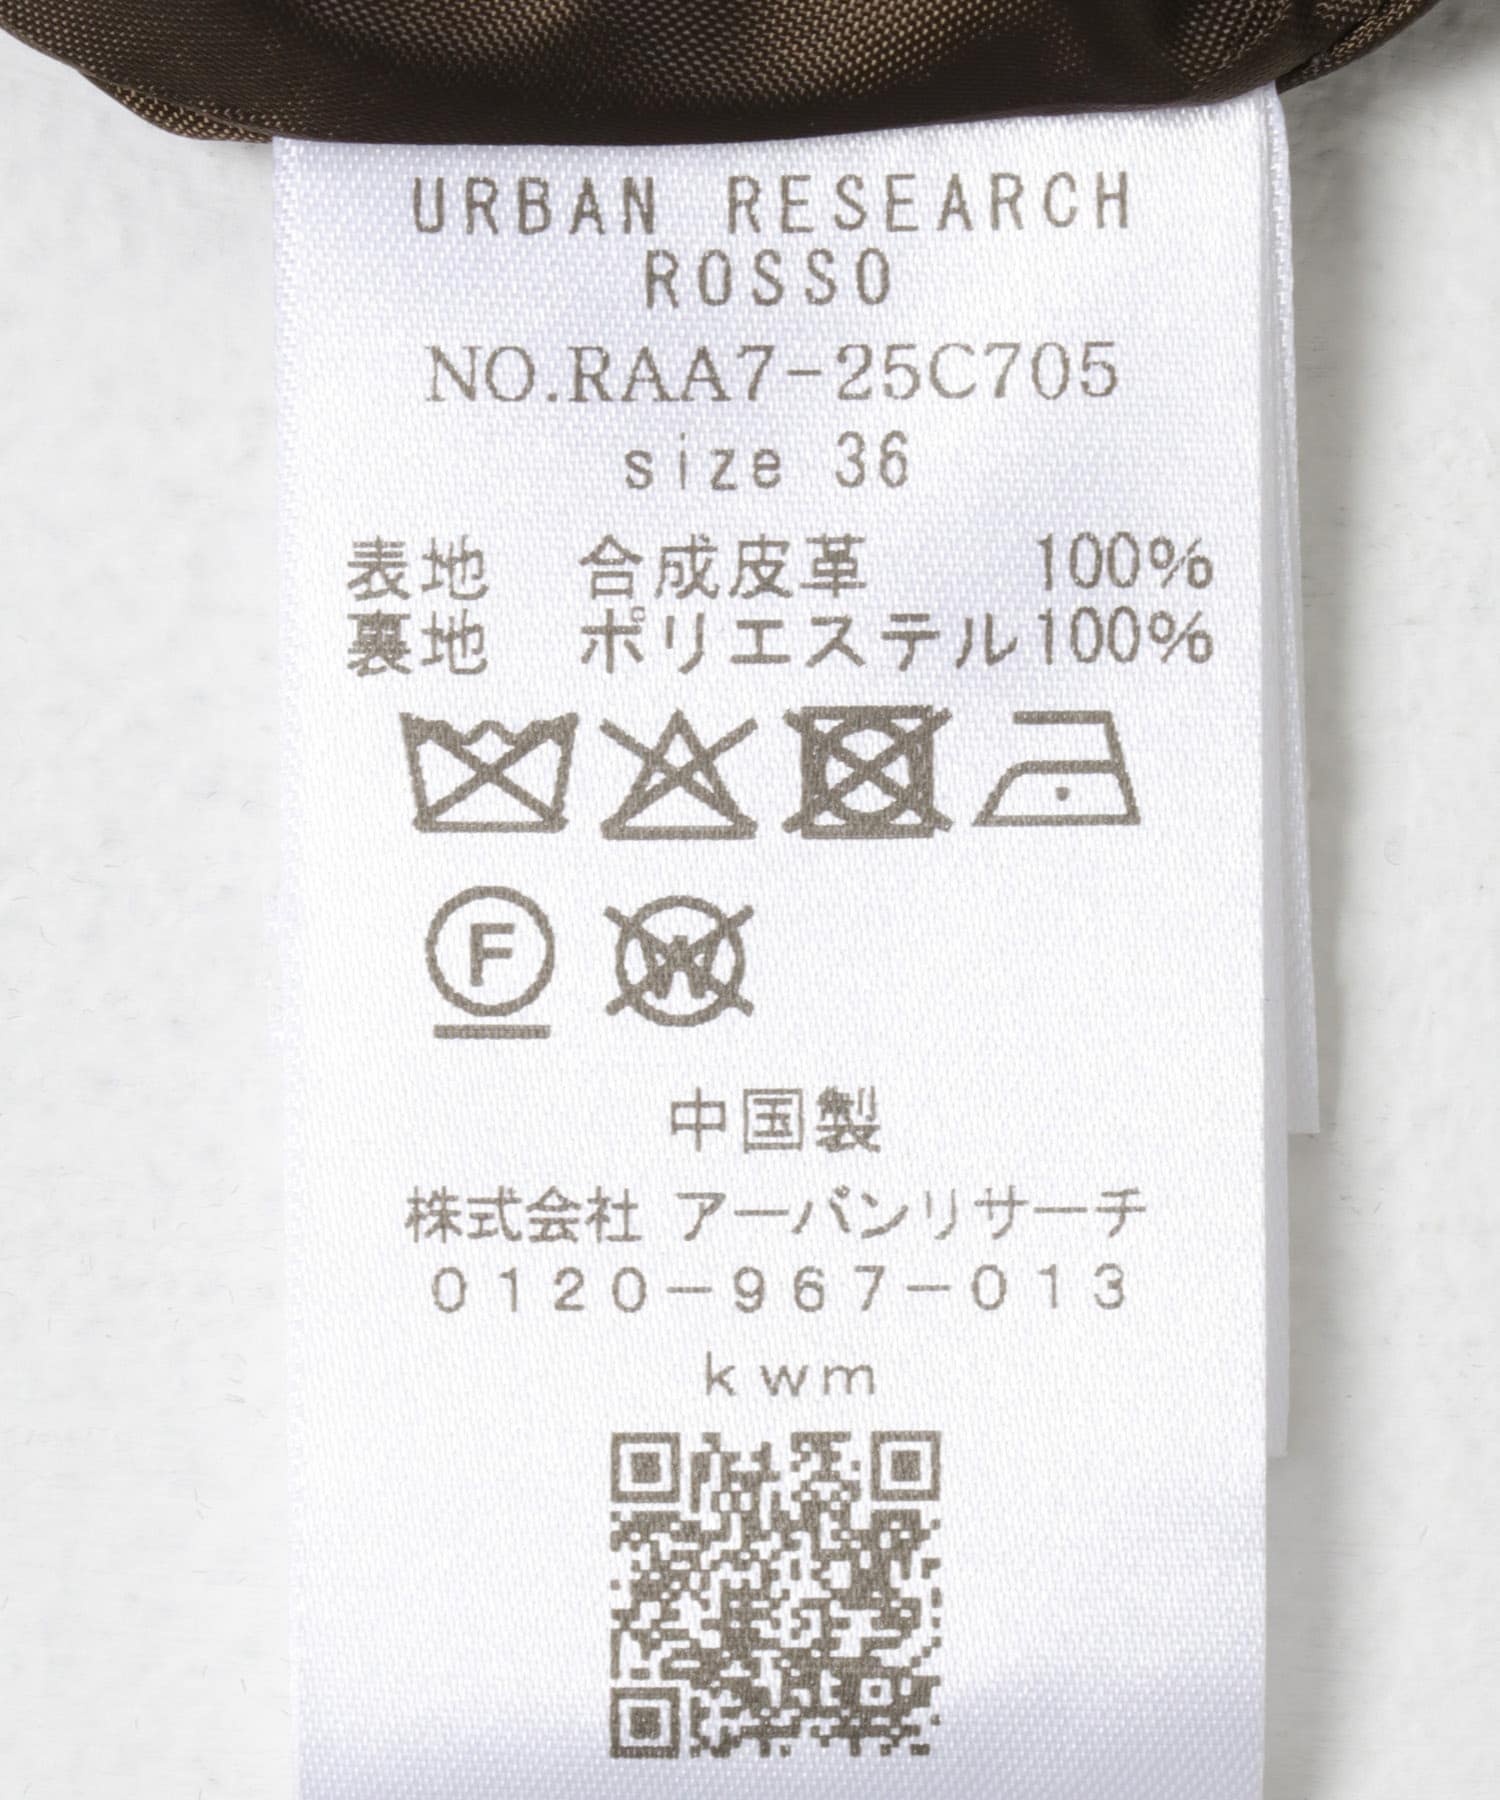 URBAN RESEARCH
ROSSO
NO.RAA7-25C705
size 36
表地 合成皮革 100%
裏地 ポリエステル100%
F
W
中国製
株式会社 アーバンリサーチ
0120-967-013
kwm